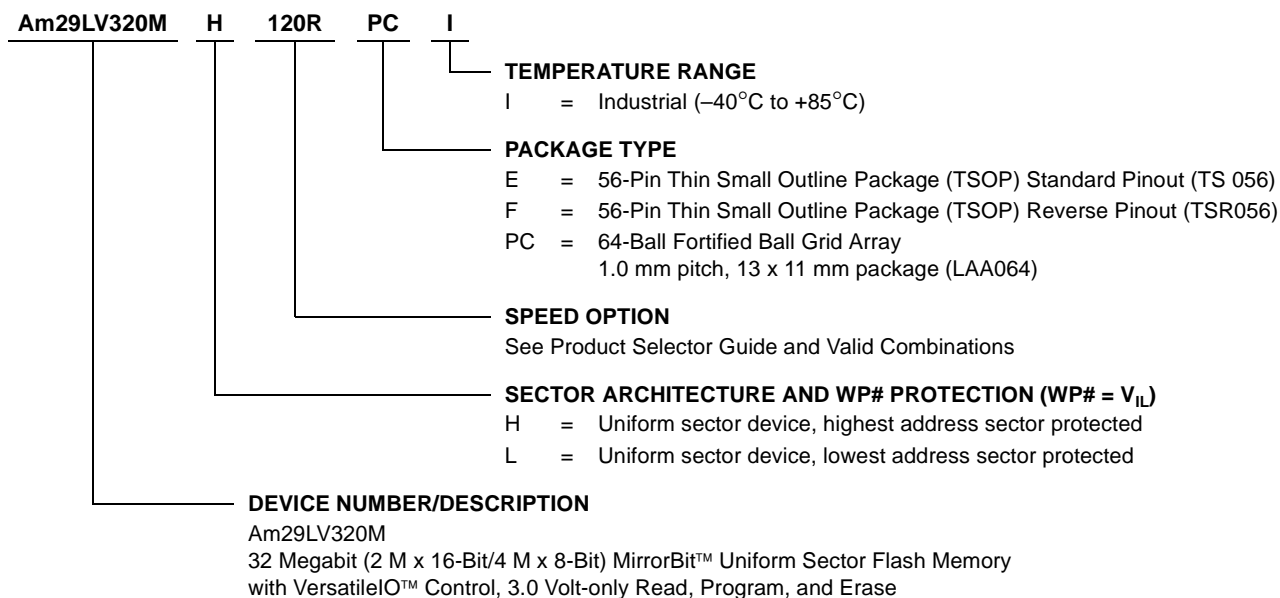 Am29LV320M H 120R PC I
TEMPERATURE RANGE
I = Industrial (–40°C to +85°C)
PACKAGE TYPE
E = 56-Pin Thin Small Outline Package (TSOP) Standard Pinout (TS 056)
F = 56-Pin Thin Small Outline Package (TSOP) Reverse Pinout (TSR056)
PC = 64-Ball Fortified Ball Grid Array
1.0 mm pitch, 13 x 11 mm package (LAA064)
SPEED OPTION
See Product Selector Guide and Valid Combinations
SECTOR ARCHITECTURE AND WP# PROTECTION (WP# = VIL)
H = Uniform sector device, highest address sector protected
L = Uniform sector device, lowest address sector protected
DEVICE NUMBER/DESCRIPTION
Am29LV320M
32 Megabit (2 M x 16-Bit/4 M x 8-Bit) MirrorBit™ Uniform Sector Flash Memory
with VersatileIO™ Control, 3.0 Volt-only Read, Program, and Erase